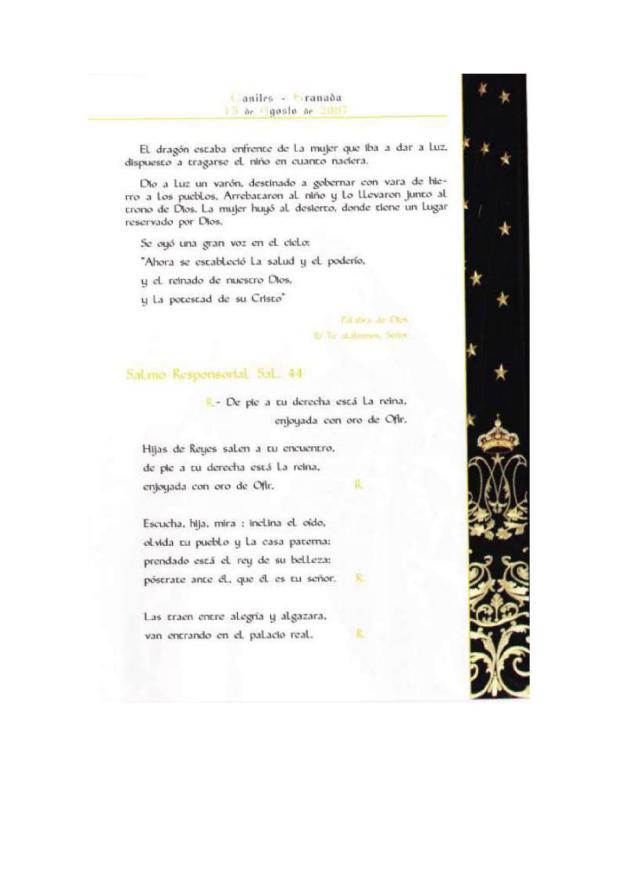 Caniles - Granada
15 de Agosto de 2007
El dragón estaba enfrente de la mujer que iba a dar a luz,
dispuesto a tragarse el niño en cuanto naciera.
Dio a luz un varón, destinado a gobernar con vara de hie-
rro a los pueblos. Arrebataron al niño y lo llevaron junto al
trono de Dios. La mujer huyó al desierto, donde tiene un lugar
reservado por Dios.
Se oyó una gran voz en el cielo:
"Ahora se estableció la salud y el poderío,
y el reinado de nuestro Dios,
y la potestad de su Cristo"
Palabra de Dios
R/ Te alabamos, Señor
Salmo Responsorial Sal. 44
R.- De pie a tu derecha está la reina,
enjoyada con oro de Ofir.
Hijas de Reyes salen a tu encuentro,
de pie a tu derecha está la reina,
enjoyada con oro de Ofir. R.
Escucha, hija, mira : inclina el oído,
olvida tu pueblo y la casa paterna;
prendado está el rey de su belleza:
póstrate ante él, que él es tu señor. R.
Las traen entre alegría y algazara,
van entrando en el palacio real. R.